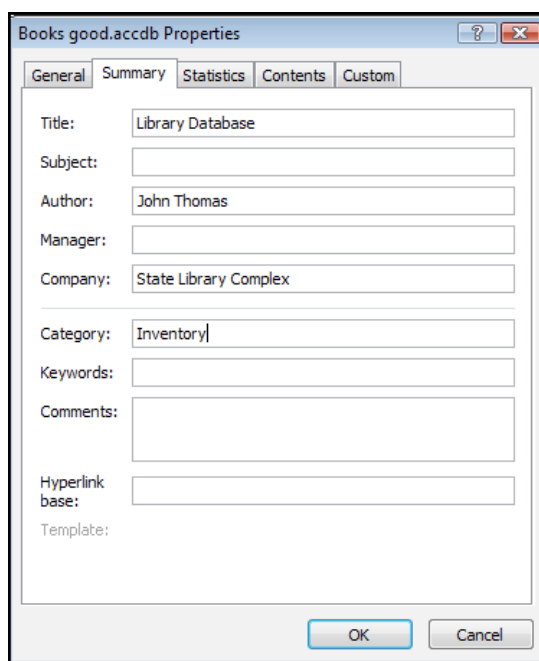 Books good.accdb Properties
?
General Summary Statistics Contents Custom
Title: Library Database
Subject:
Author: John Thomas
Manager:
Company: State Library Complex
Category: Inventory
Keywords:
Comments:
Hyperlink
base:
Template:
OK Cancel